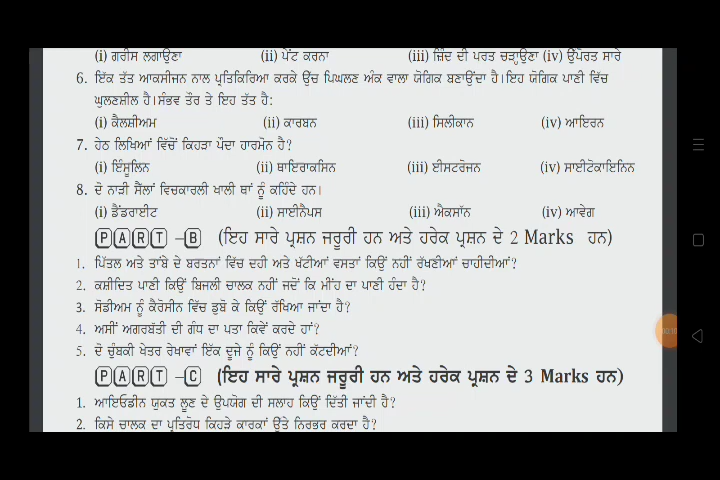 (i) ਗਰੀਸ ਲਗਾਉਣਾ (ii) ਪੇਂਟ ਕਰਨਾ (iii) ਜ਼ਿੰਦ ਦੀ ਪਰਤ ਚੜ੍ਹਾਉਣਾ (iv) ਉੱਪੋਰਤ ਸਾਰੇ
6. ਇੱਕ ਤੱਤ ਆਕਸੀਜਨ ਨਾਲ ਪ੍ਰਤਿਕਿਰਿਆ ਕਰਕੇ ਉੱਚ ਪਿਘਲਣ ਅੰਕ ਵਾਲਾ ਯੋਗਿਕ ਬਣਾਉਂਦਾ ਹੈ। ਇਹ ਯੋਗਿਕ ਪਾਣੀ ਵਿੱਚ
ਘੁਲਣਸ਼ੀਲ ਹੈ। ਸੰਭਵ ਤੌਰ ਤੇ ਇਹ ਤੱਤ ਹੈ:
(i) ਕੈਲਸ਼ੀਅਮ (ii) ਕਾਰਬਨ (iii) ਸਿਲੀਕਾਨ (iv) ਆਇਰਨ
7. ਹੇਠ ਲਿਖਿਆਂ ਵਿੱਚੋਂ ਕਿਹੜਾ ਪੌਦਾ ਹਾਰਮੋਨ ਹੈ?
(i) ਇੰਸੂਲਿਨ (ii) ਥਾਇਰਾਕਸਿਨ (iii) ਈਸਟਰੋਜਨ (iv) ਸਾਈਟੋਕਾਇਨਿਨ
8. ਦੋ ਨਾੜੀ ਸੈੱਲਾਂ ਵਿਚਕਾਰਲੀ ਖਾਲੀ ਥਾਂ ਨੂੰ ਕਹਿੰਦੇ ਹਨ।
(i) ਡੈਂਡਰਾਈਟ (ii) ਸਾਈਨੈਪਸ (iii) ਐਕਸਾੱਨ (iv) ਆਵੇਗ
PART –B (ਇਹ ਸਾਰੇ ਪ੍ਰਸ਼ਨ ਜਰੂਰੀ ਹਨ ਅਤੇ ਹਰੇਕ ਪ੍ਰਸ਼ਨ ਦੇ 2 Marks ਹਨ)
1. ਪਿੱਤਲ ਅਤੇ ਤਾਂਬੇ ਦੇ ਬਰਤਨਾਂ ਵਿੱਚ ਦਹੀ ਅਤੇ ਖੱਟੀਆਂ ਵਸਤਾਂ ਕਿਉਂ ਨਹੀਂ ਰੱਖਣੀਆਂ ਚਾਹੀਦੀਆਂ?
2. ਕਸ਼ੀਦਿਤ ਪਾਣੀ ਕਿਉਂ ਬਿਜਲੀ ਚਾਲਕ ਨਹੀਂ ਜਦੋਂ ਕਿ ਮੀਂਹ ਦਾ ਪਾਣੀ ਹੰਦਾ ਹੈ?
3. ਸੋਡੀਅਮ ਨੂੰ ਕੈਰੋਸੀਨ ਵਿੱਚ ਡੁਬੋ ਕੇ ਕਿਉਂ ਰੱਖਿਆ ਜਾਂਦਾ ਹੈ?
4. ਅਸੀਂ ਅਗਰਬੱਤੀ ਦੀ ਗੰਧ ਦਾ ਪਤਾ ਕਿਵੇਂ ਕਰਦੇ ਹਾਂ?
5. ਦੋ ਚੁੰਬਕੀ ਖੇਤਰ ਰੇਖਾਵਾਂ ਇੱਕ ਦੂਜੇ ਨੂੰ ਕਿਉਂ ਨਹੀਂ ਕੱਟਦੀਆਂ?
PART –C (ਇਹ ਸਾਰੇ ਪ੍ਰਸ਼ਨ ਜਰੂਰੀ ਹਨ ਅਤੇ ਹਰੇਕ ਪ੍ਰਸ਼ਨ ਦੇ 3 Marks ਹਨ)
1. ਆਇਓਡੀਨ ਯੁਕਤ ਲੂਣ ਦੇ ਉਪਯੋਗ ਦੀ ਸਲਾਹ ਕਿਉਂ ਦਿੱਤੀ ਜਾਂਦੀ ਹੈ?
2. ਕਿਸੇ ਚਾਲਕ ਦਾ ਪ੍ਰਤਿਰੋਧ ਕਿਹੜੇ ਕਾਰਕਾਂ ਉੱਤੇ ਨਿਰਭਰ ਕਰਦਾ ਹੈ?